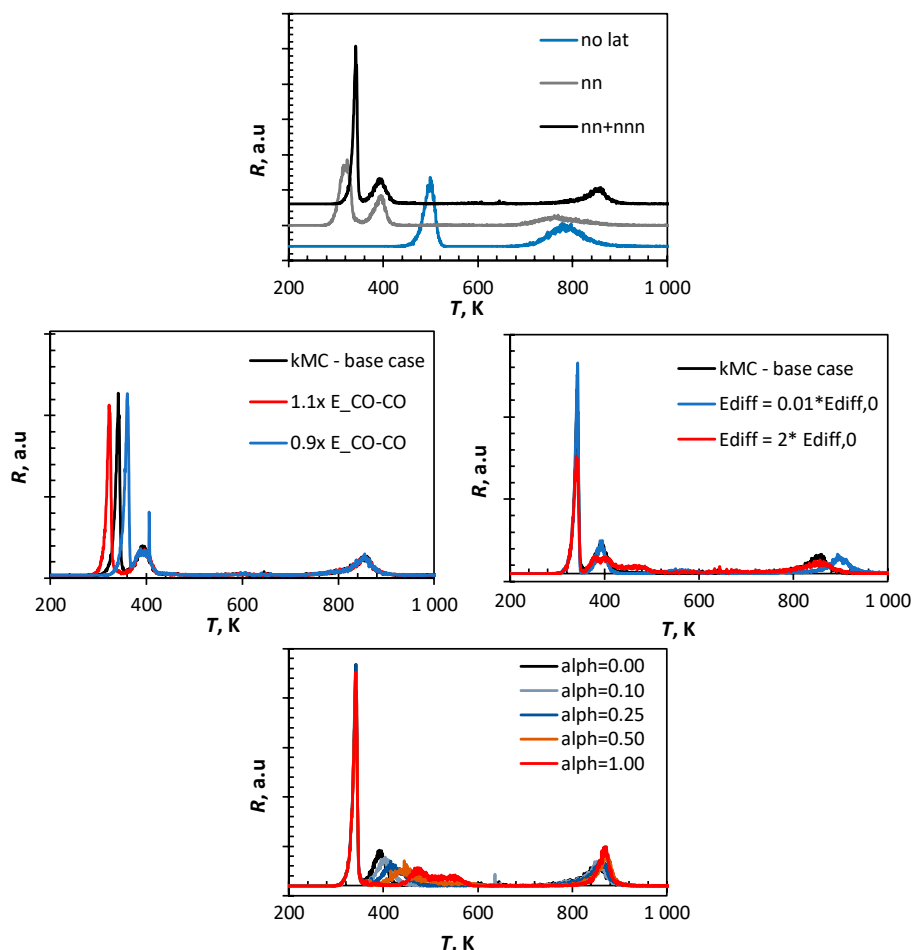 no lat
nn
nn+nnn
R, a.u
200 400 600 800 1 000
T, K
kMC - base case
1.1x E_CO-CO
0.9x E_CO-CO
R, a.u
200 400 600 800 1 000
T, K
kMC - base case
Ediff = 0.01*Ediff,0
Ediff = 2* Ediff,0
R, a.u
200 400 600 800 1 000
T, K
alph=0.00
alph=0.10
alph=0.25
alph=0.50
alph=1.00
R, a.u
200 400 600 800 1 000
T. K